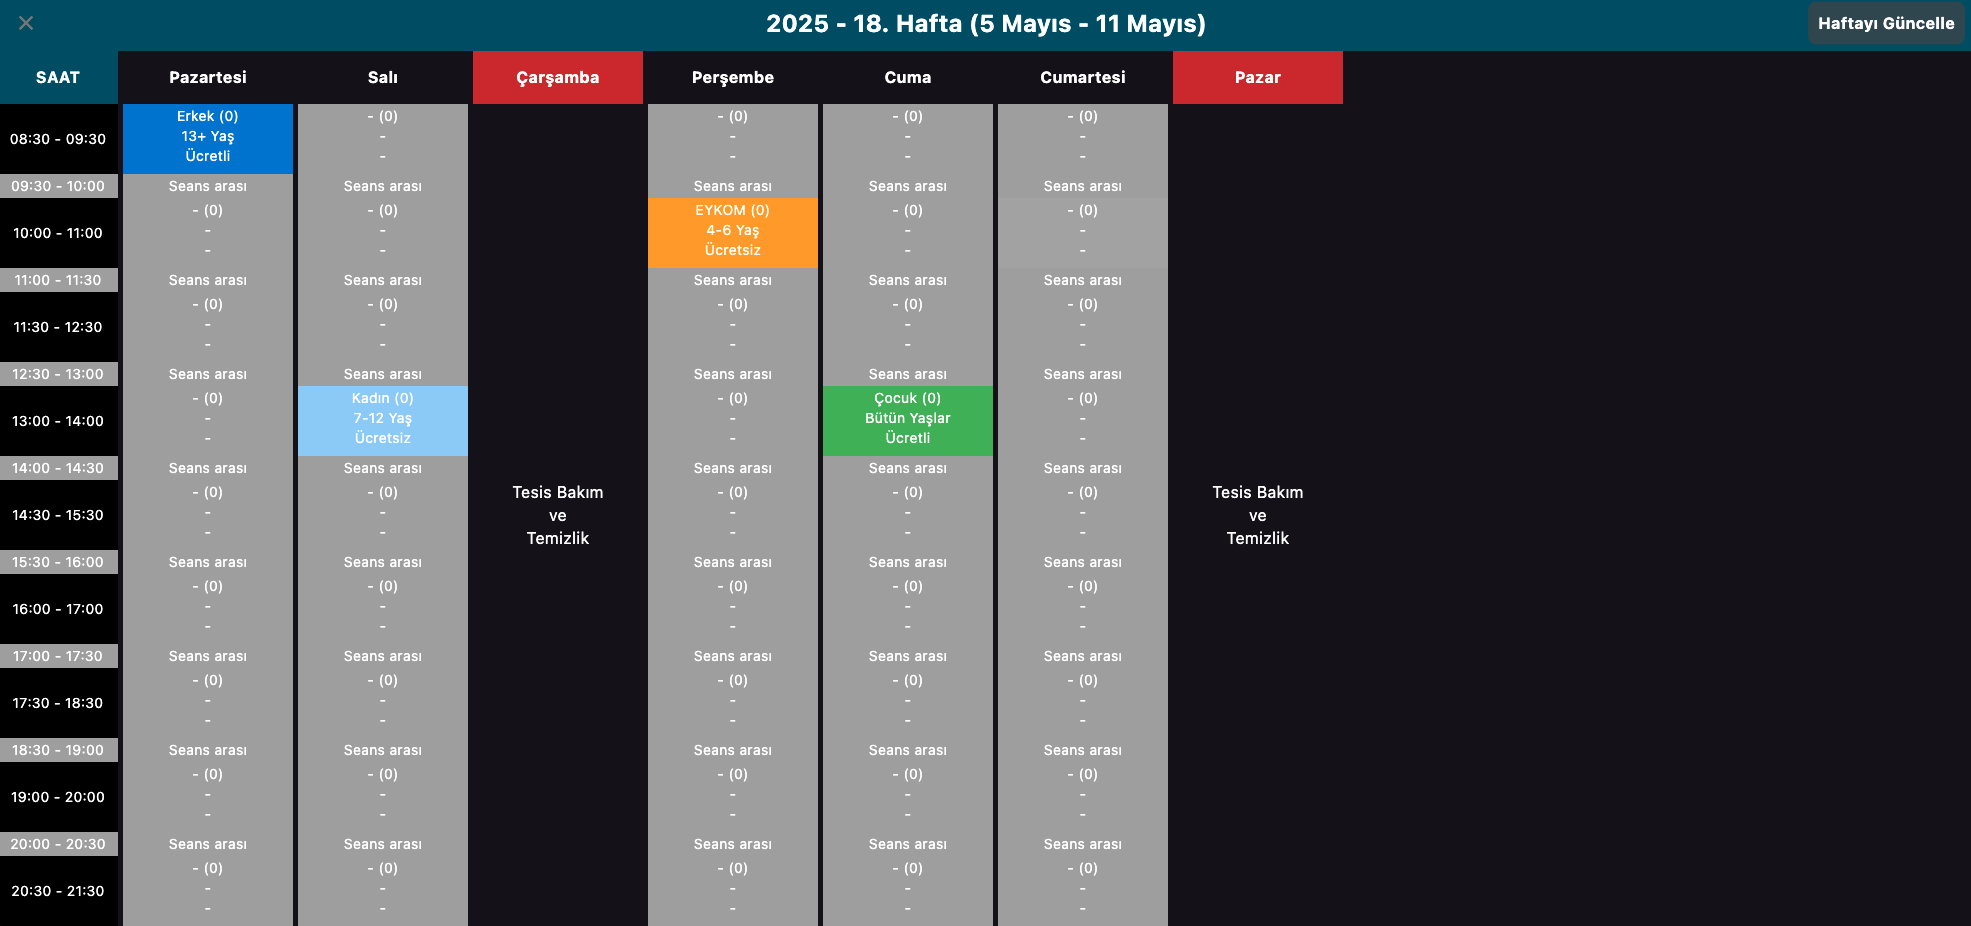 2025 - 18. Hafta (5 Mayıs - 11 Mayıs)
Haftayı Güncelle
SAAT Pazartesi Salı Çarşamba Perşembe Cuma Cumartesi Pazar
08:30 - 09:30
Erkek (0) - (0) - (0) - (0) - (0)
13+ Yaş - - - -
Ücretli - - - -
09:30 - 10:00 Seans arası Seans arası Seans arası Seans arası Seans arası
10:00 - 11:00
- (0) - (0) EYKOM (0) - (0) - (0)
- - 4-6 Yaş - -
- - Ücretsiz - -
11:00 - 11:30 Seans arası Seans arası Seans arası Seans arası Seans arası
11:30 - 12:30
- (0) - (0) - (0) - (0) - (0)
- - - - -
- - - - -
12:30 - 13:00 Seans arası Seans arası Seans arası Seans arası Seans arası
13:00 - 14:00
- (0) Kadın (0) - (0) Çocuk (0) - (0)
- 7-12 Yaş - Bütün Yaşlar -
- Ücretsiz - Ücretli -
14:00 - 14:30 Seans arası Seans arası Seans arası Seans arası Seans arası
14:30 - 15:30
- (0) - (0) Tesis Bakım - (0) - (0) - (0) Tesis Bakım
- - ve - - - ve
- - Temizlik - - - Temizlik
15:30 - 16:00 Seans arası Seans arası Seans arası Seans arası Seans arası
16:00 - 17:00
- (0) - (0) - (0) - (0) - (0)
- - - - -
- - - - -
17:00 - 17:30 Seans arası Seans arası Seans arası Seans arası Seans arası
17:30 - 18:30
- (0) - (0) - (0) - (0) - (0)
- - - - -
- - - - -
18:30 - 19:00 Seans arası Seans arası Seans arası Seans arası Seans arası
19:00 - 20:00
- (0) - (0) - (0) - (0) - (0)
- - - - -
- - - - -
20:00 - 20:30 Seans arası Seans arası Seans arası Seans arası Seans arası
20:30 - 21:30
- (0) - (0) - (0) - (0) - (0)
- - - - -
- - - - -